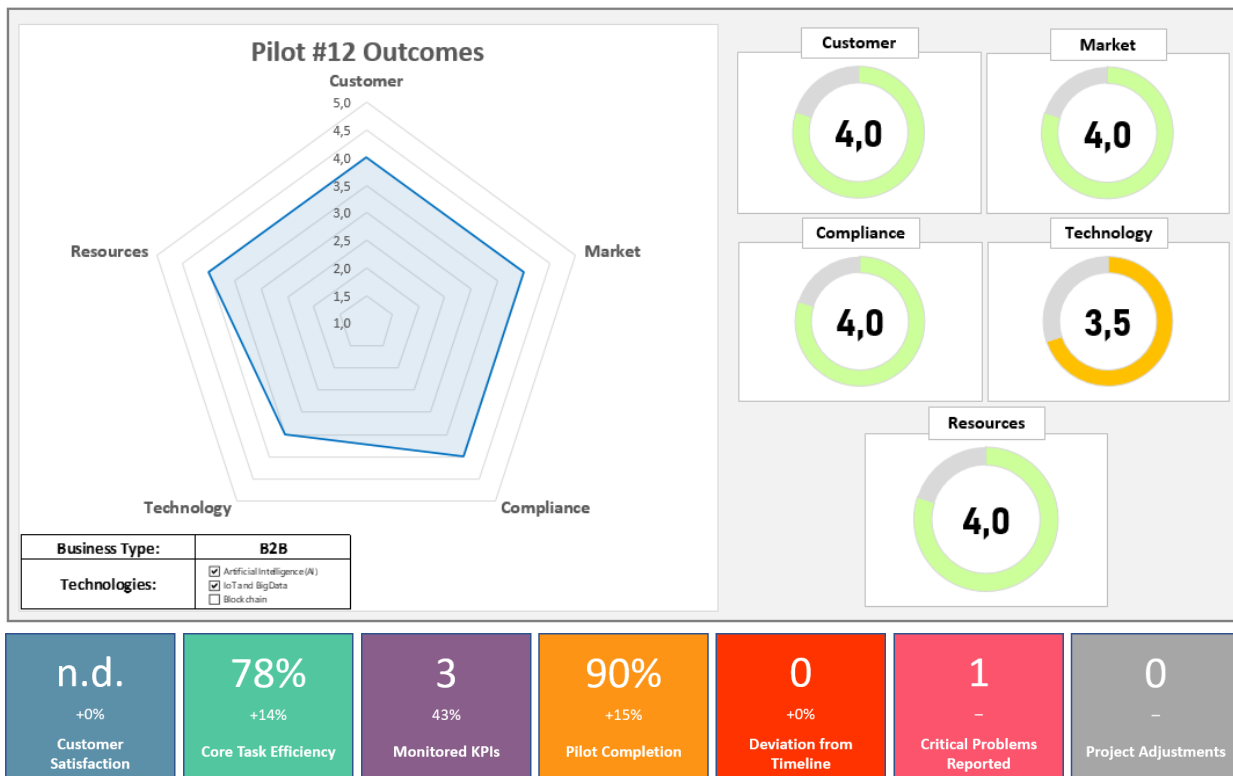 Pilot #12 Outcomes
Customer
5,0
4,5
4,0
3,5
3,0
2,5
2,0
1,5
1,0
Resources
Market
Technology
Compliance
Business Type: B2B
Technologies:
Artificial Intelligence (AI)
IoT and BigData
Blockchain
Customer
4,0
Market
4,0
Compliance
4,0
Technology
3,5
Resources
4,0
n.d.
+0%
Customer
Satisfaction
78%
+14%
Core Task Efficiency
3
43%
Monitored KPIs
90%
+15%
Pilot Completion
0
+0%
Deviation from
Timeline
1
–
Critical Problems
Reported
0
–
Project Adjustments